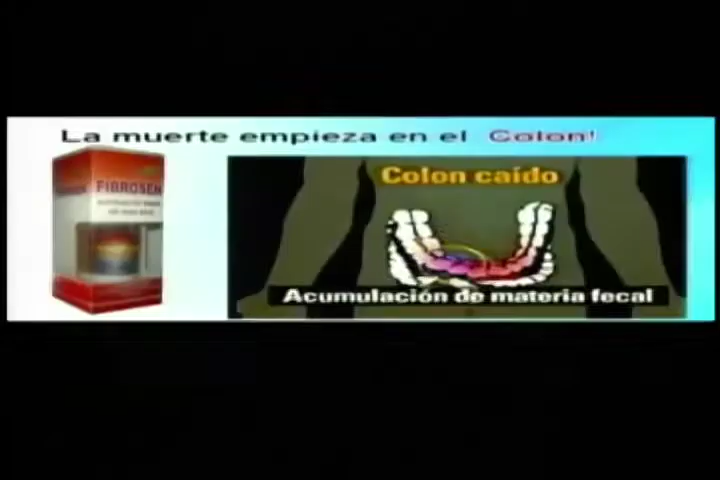 La muerte empieza en el Colon!
FIBROSEN
Colon caído
Acumulación de materia fecal